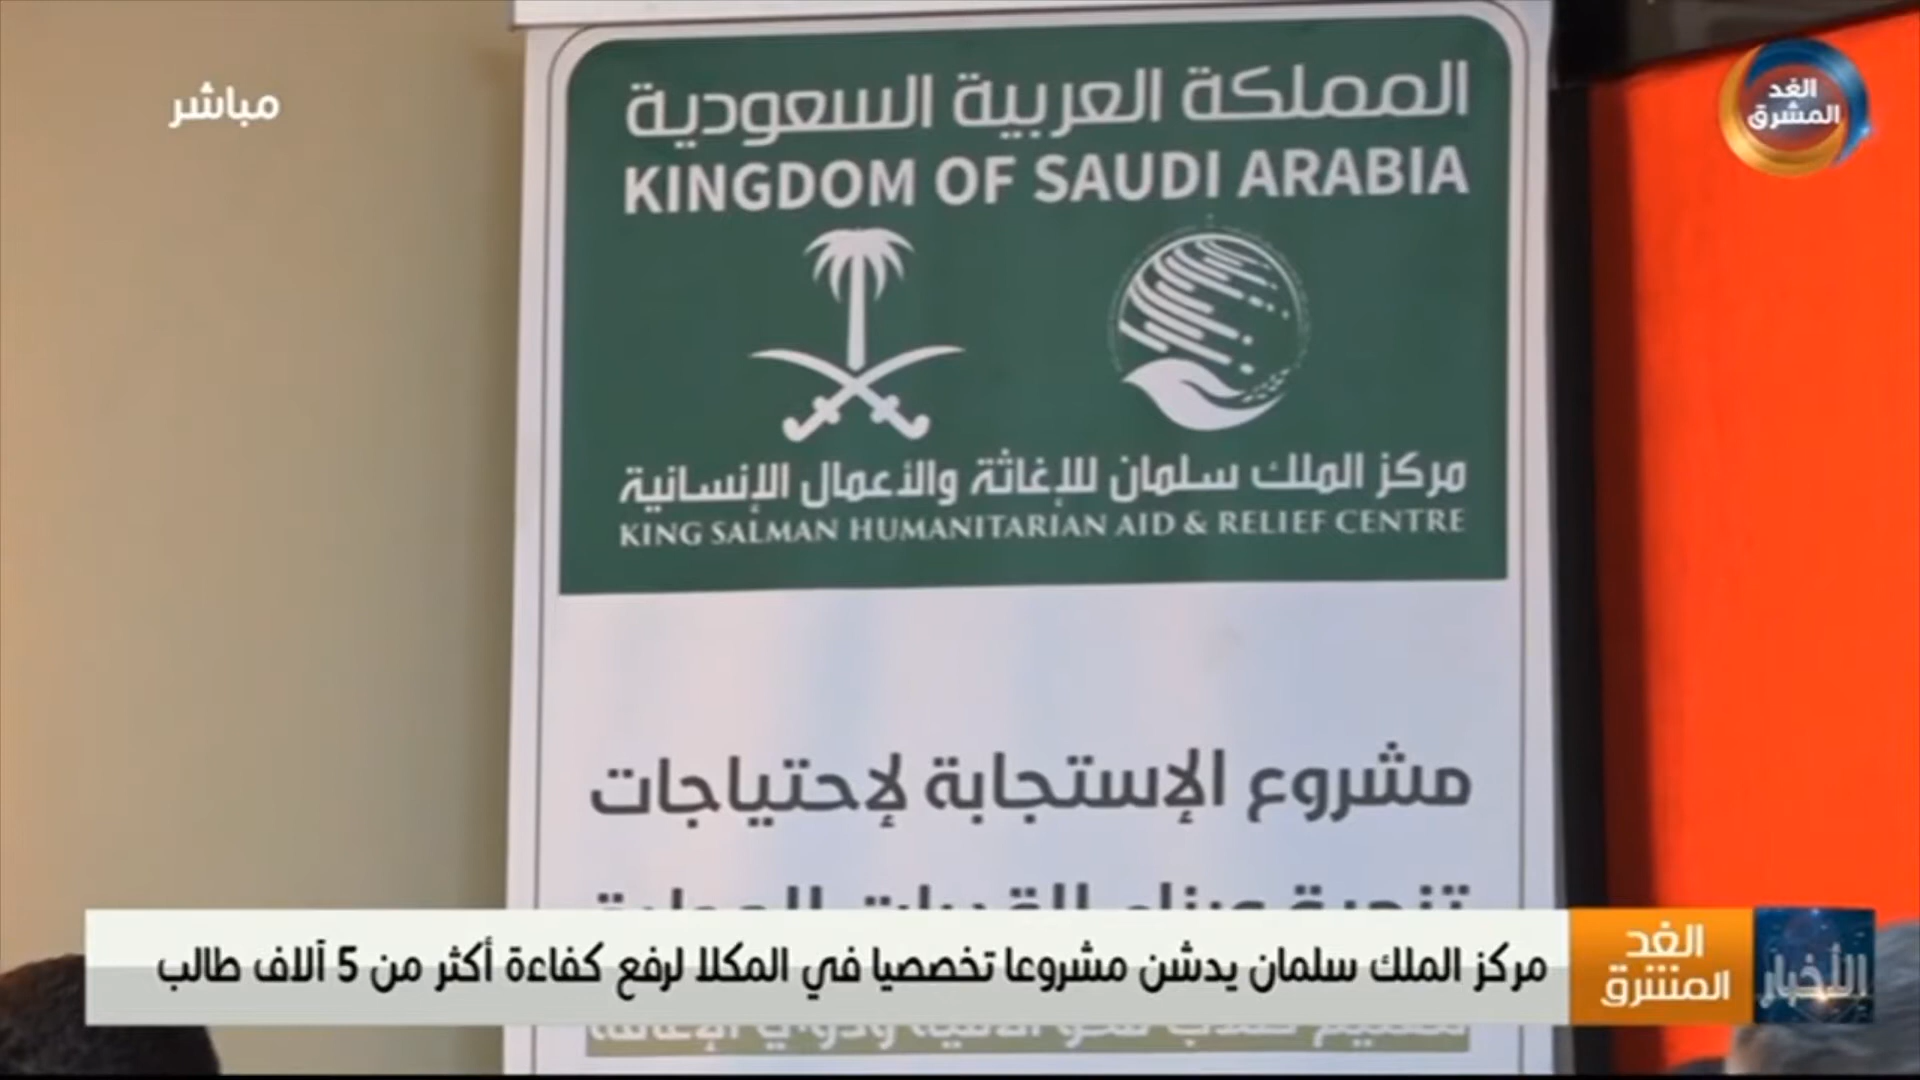 مباشر
الغد
المشرق
المملكة العربية السعودية
KINGDOM OF SAUDI ARABIA
مركز الملك سلمان للإغاثة والأعمال الإنسانية
KING SALMAN HUMANITARIAN AID & RELIEF CENTRE
مشروع الإستجابة لإحتياجات
مركز الملك سلمان يدشن مشروعا تخصصيا في المكلا لرفع كفاءة أكثر من 5 آلاف طالب
الغد
المشرق
الأخبار